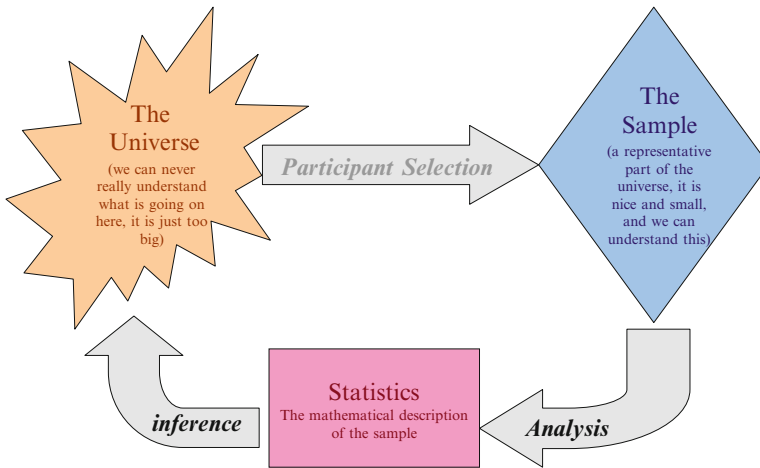 The
Universe
(we can never
really understand
what is going on
here, it is just too
big)
Participant Selection
The
Sample
(a representative
part of the
universe, it is
nice and small,
and we can
understand this)
Analysis
Statistics
The mathematical description
of the sample
inference